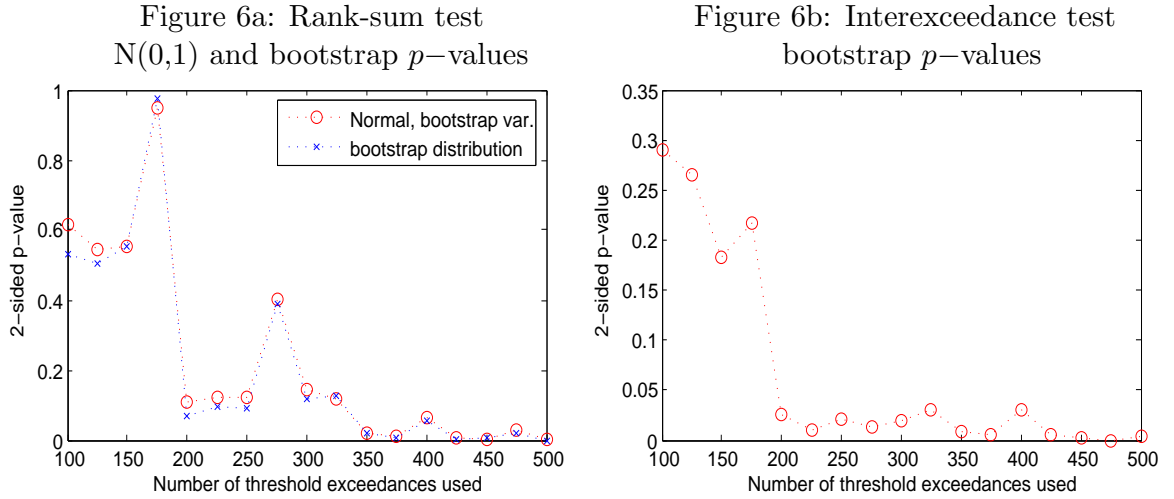 Figure 6a: Rank-sum test
N(0,1) and bootstrap p−values
1
0.8
0.6
0.4
0.2
0
2−sided p−value
100 150 200 250 300 350 400 450 500
Number of threshold exceedances used
Normal, bootstrap var.
bootstrap distribution
Figure 6b: Interexceedance test
bootstrap p−values
0.35
0.3
0.25
0.2
0.15
0.1
0.05
0
2−sided p−value
100 150 200 250 300 350 400 450 500
Number of threshold exceedances used